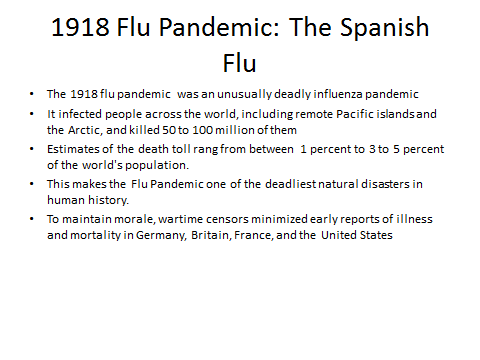 1918 Flu Pandemic: The Spanish
Flu
• The 1918 flu pandemic was an unusually deadly influenza pandemic
• It infected people across the world, including remote Pacific islands and
the Arctic, and killed 50 to 100 million of them
• Estimates of the death toll rang from between 1 percent to 3 to 5 percent
of the world's population.
• This makes the Flu Pandemic one of the deadliest natural disasters in
human history.
• To maintain morale, wartime censors minimized early reports of illness
and mortality in Germany, Britain, France, and the United States